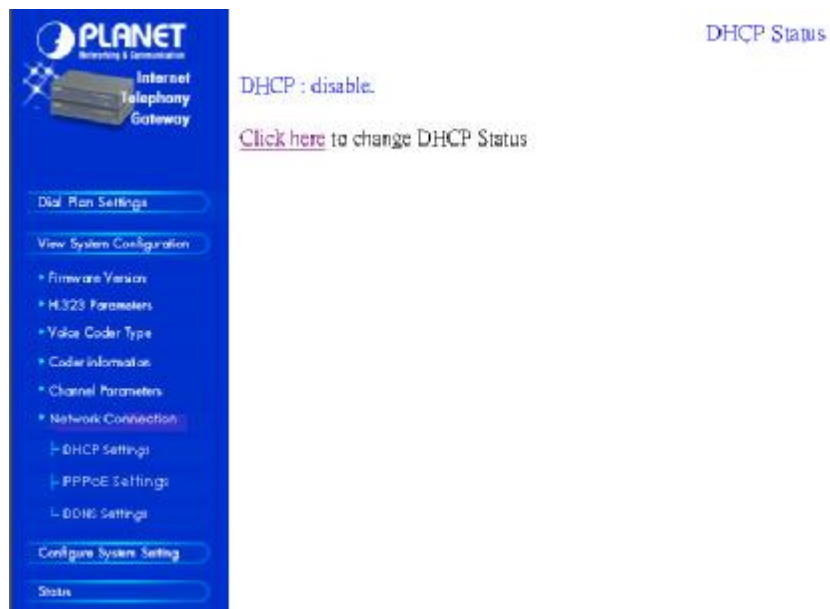 PLANET
Networking & Communication
Internet
Telephony
Gateway
Dial Plan Settings
View System Configuration
Firmware Version
H.323 Parameters
Voice Coder Type
Coder information
Channel Parameters
Network Connection
DHCP Settings
PPPoE Settings
DDNS Settings
Configure System Setting
Status
DHCP Status
DHCP : disable.
Click here to change DHCP Status